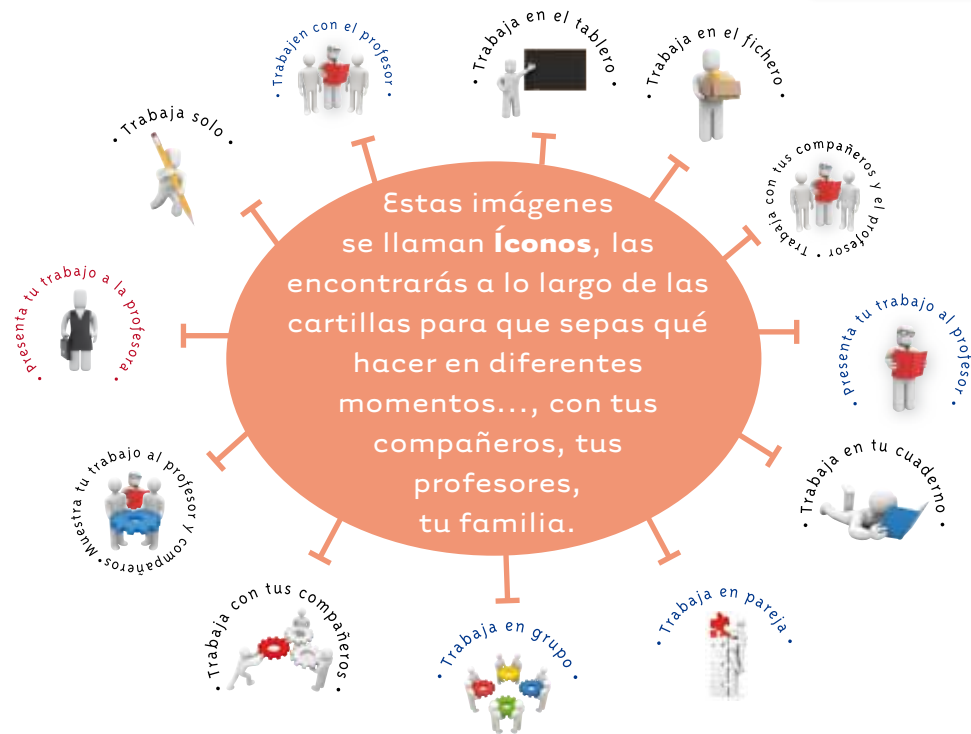 • Trabajen con el profesor •
• Trabaja en el tablero •
• Trabaja en el fichero •
• Trabaja solo •
• Trabaja con tus compañeros y el profesor
Estas imágenes
se llaman Íconos, las
encontrarás a lo largo de las
cartillas para que sepas qué
hacer en diferentes
momentos..., con tus
compañeros, tus
profesores,
tu familia.
• Presenta tu trabajo a la profesora •
• Presenta tu trabajo al profesor •
• Muestra tu trabajo al profesor y compañeros
• Trabaja en tu cuaderno •
• Trabaja con tus compañeros •
• Trabaja en grupo •
• Trabaja en pareja •